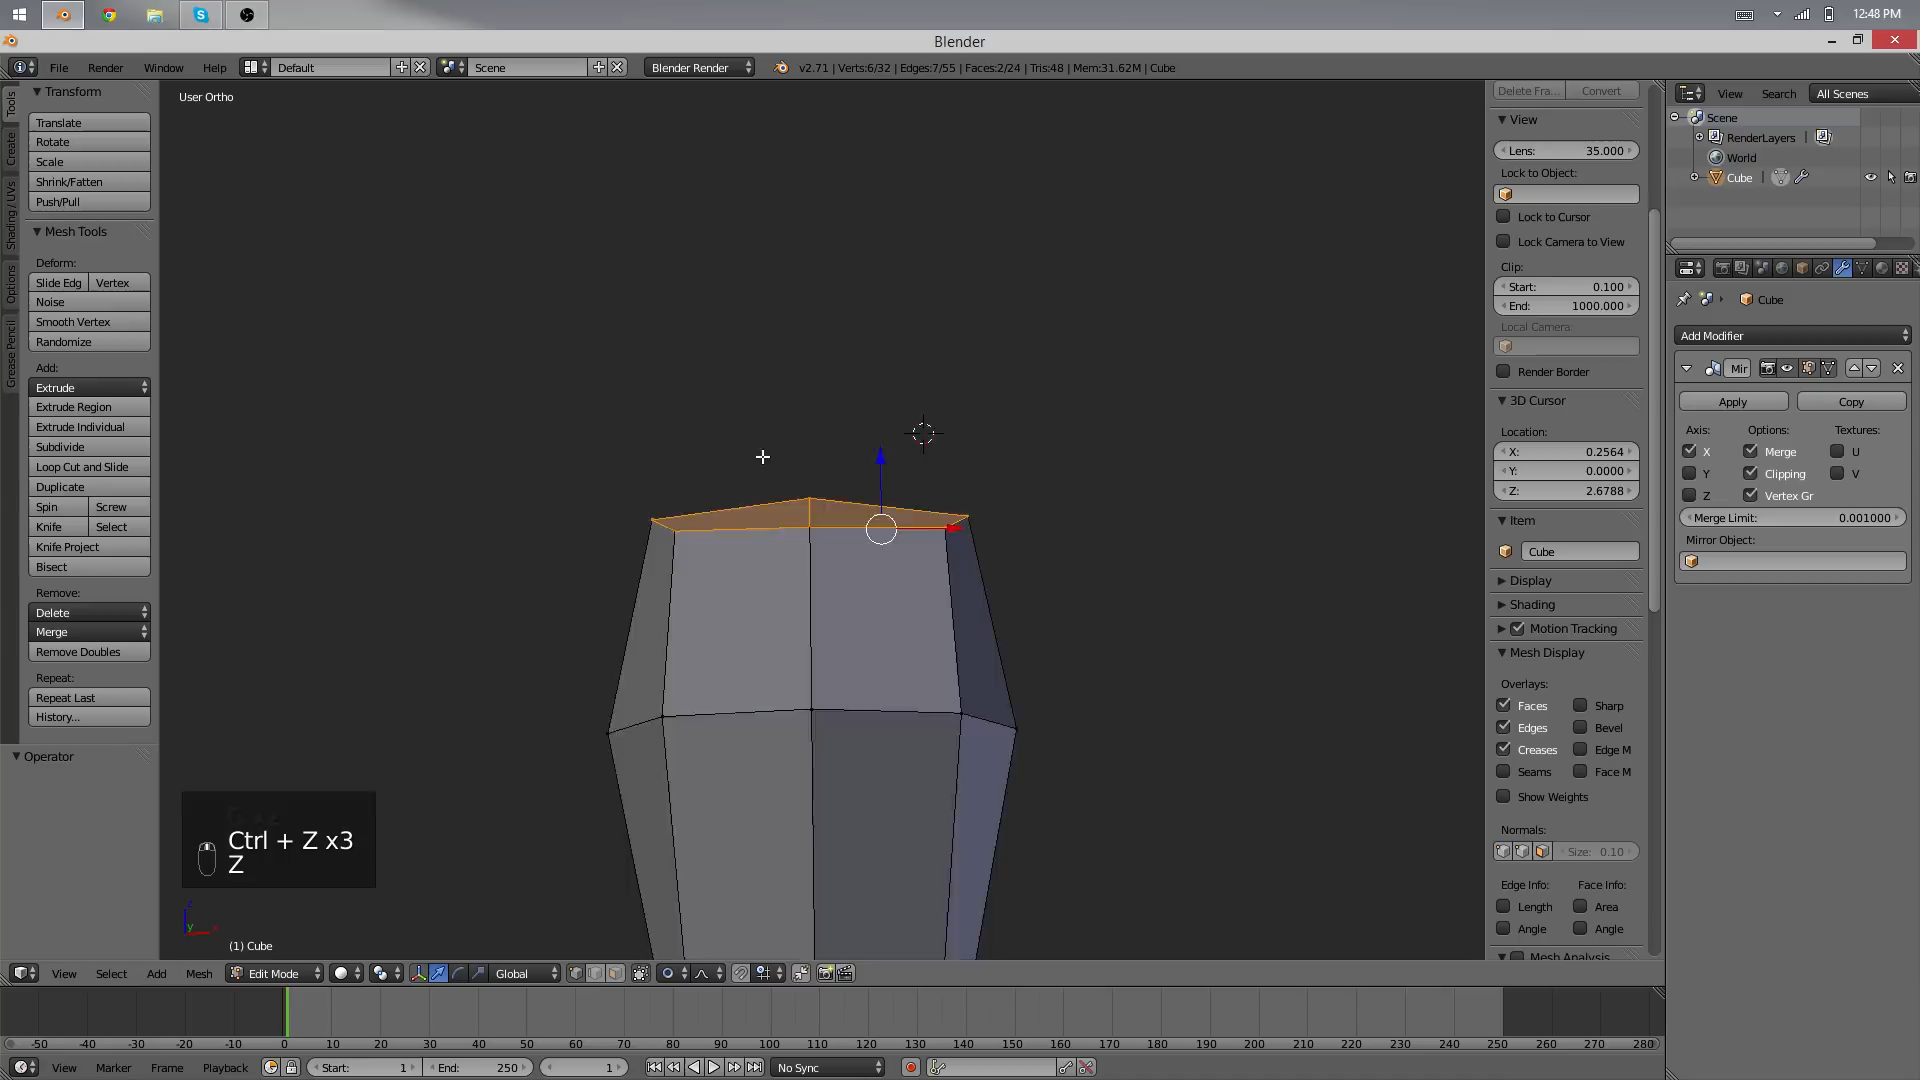 12:48 PM
Blender
File Render Window Help Default Scene Blender Render v2.71 | Verts:6/32 | Edges:7/55 | Faces:2/24 | Tris:48 | Mem:31.62M | Cube
Tools
Create
Shading / UVs
Options
Grease Pencil
Transform
Translate
Rotate
Scale
Shrink/Fatten
Push/Pull
Mesh Tools
Deform:
Slide Edg Vertex
Noise
Smooth Vertex
Randomize
Add:
Extrude
Extrude Region
Extrude Individual
Subdivide
Loop Cut and Slide
Duplicate
Spin Screw
Knife Select
Knife Project
Bisect
Remove:
Delete
Merge
Remove Doubles
Repeat:
Repeat Last
History...
Operator
User Ortho
Ctrl + Z x3
Z
z
y
x
(1) Cube
Delete Fra... Convert
View
Lens: 35.000
Lock to Object:
Lock to Cursor
Lock Camera to View
Clip:
Start: 0.100
End: 1000.000
Local Camera:
Render Border
3D Cursor
Location:
X: 0.2564
Y: 0.0000
Z: 2.6788
Item
Cube
Display
Shading
Motion Tracking
Mesh Display
Overlays:
Faces Sharp
Edges Bevel
Creases Edge M
Seams Face M
Show Weights
Normals:
Size: 0.10
Edge Info: Face Info:
Length Area
Angle Angle
Mesh Analysis
View Search All Scenes
Scene
RenderLayers |
World
Cube |
Cube
Add Modifier
Mir
Apply Copy
Axis: Options: Textures:
X Merge U
Y Clipping V
Z Vertex Gr
Merge Limit: 0.001000
Mirror Object:
View Select Add Mesh Edit Mode Global
-50 -40 -30 -20 -10 0 10 20 30 40 50 60 70 80 90 100 110 120 130 140 150 160 170 180 190 200 210 220 230 240 250 260 270 280
View Marker Frame Playback Start: 1 End: 250 1 No Sync